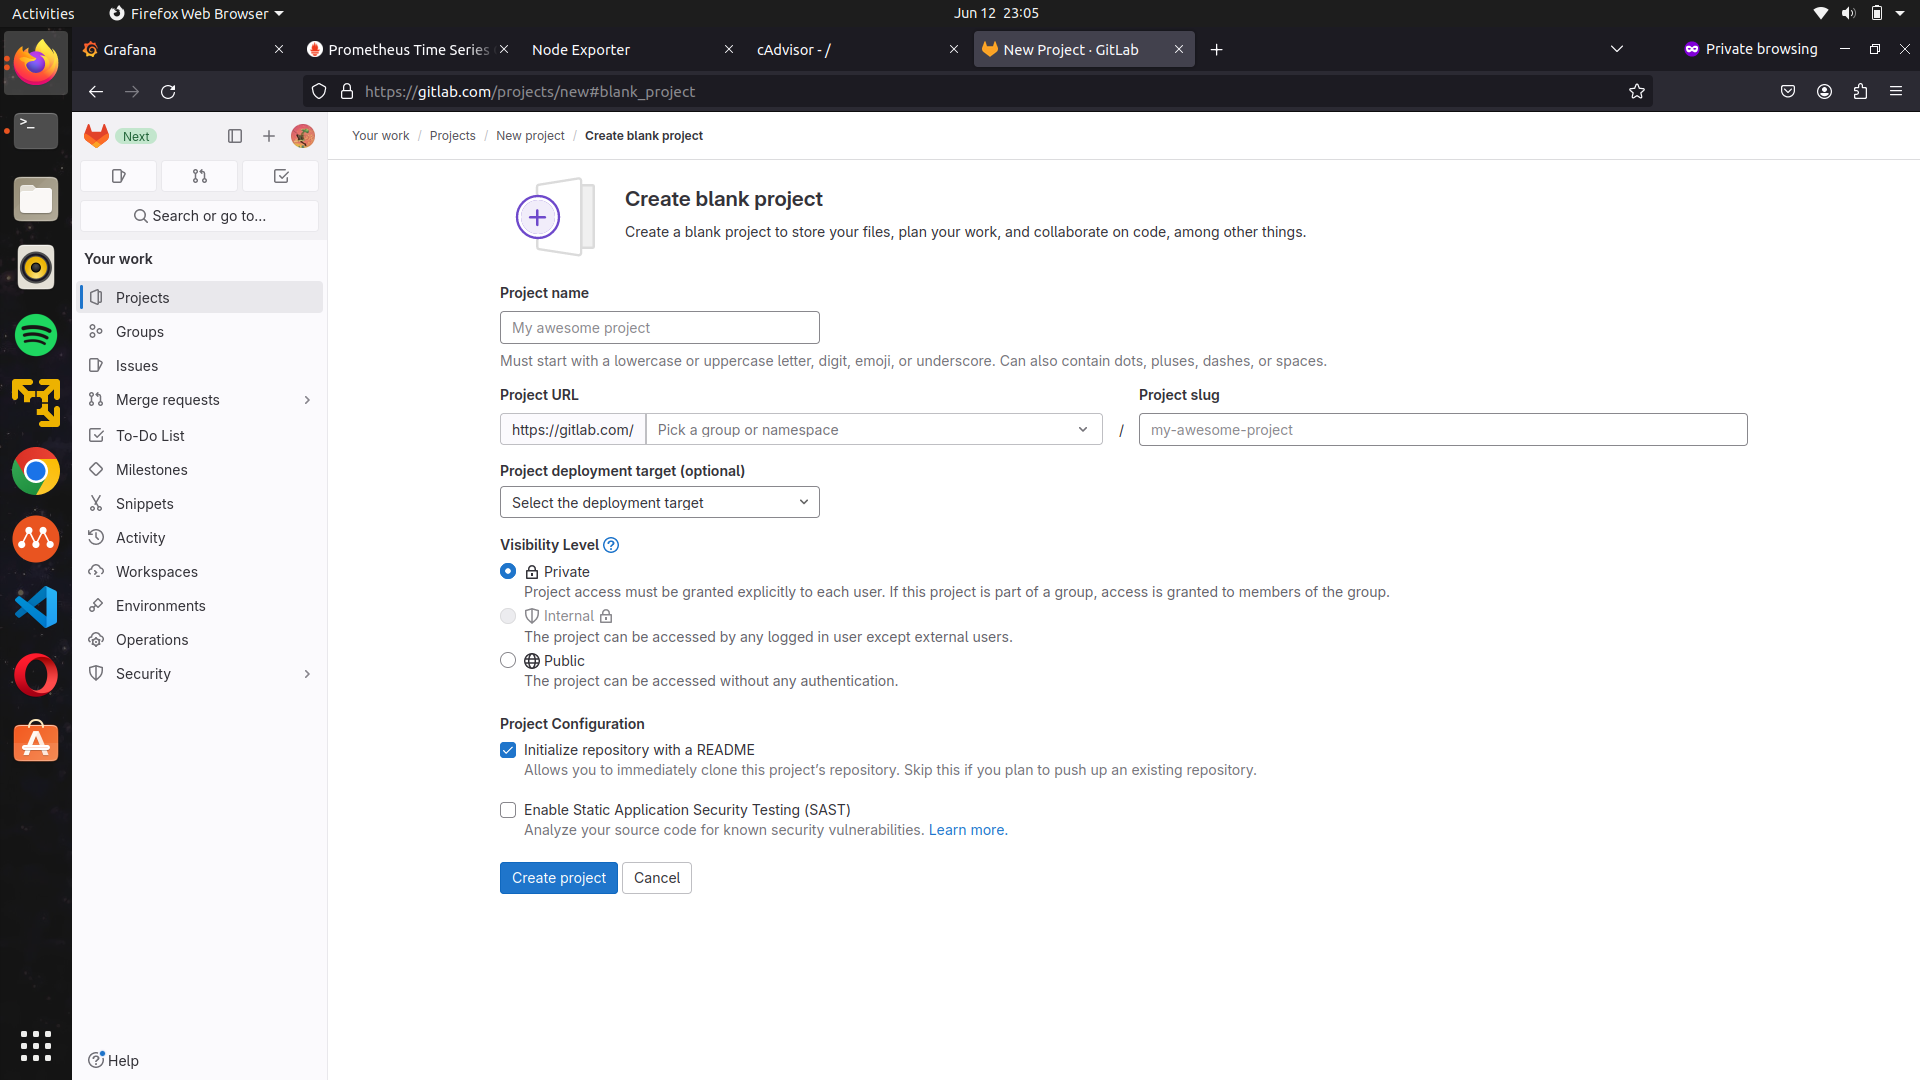 Activities
Firefox Web Browser
Jun 12 23:05
Grafana
Prometheus Time Series
Node Exporter
cAdvisor - /
New Project · GitLab
Private browsing
https://gitlab.com/projects/new#blank_project
Next
Your work / Projects / New project / Create blank project
Search or go to...
Your work
Projects
Groups
Issues
Merge requests
To-Do List
Milestones
Snippets
Activity
Workspaces
Environments
Operations
Security
Help
Create blank project
Create a blank project to store your files, plan your work, and collaborate on code, among other things.
Project name
My awesome project
Must start with a lowercase or uppercase letter, digit, emoji, or underscore. Can also contain dots, pluses, dashes, or spaces.
Project URL
Project slug
https://gitlab.com/ Pick a group or namespace / my-awesome-project
Project deployment target (optional)
Select the deployment target
Visibility Level
Private
Project access must be granted explicitly to each user. If this project is part of a group, access is granted to members of the group.
Internal
The project can be accessed by any logged in user except external users.
Public
The project can be accessed without any authentication.
Project Configuration
Initialize repository with a README
Allows you to immediately clone this project’s repository. Skip this if you plan to push up an existing repository.
Enable Static Application Security Testing (SAST)
Analyze your source code for known security vulnerabilities. Learn more.
Create project
Cancel